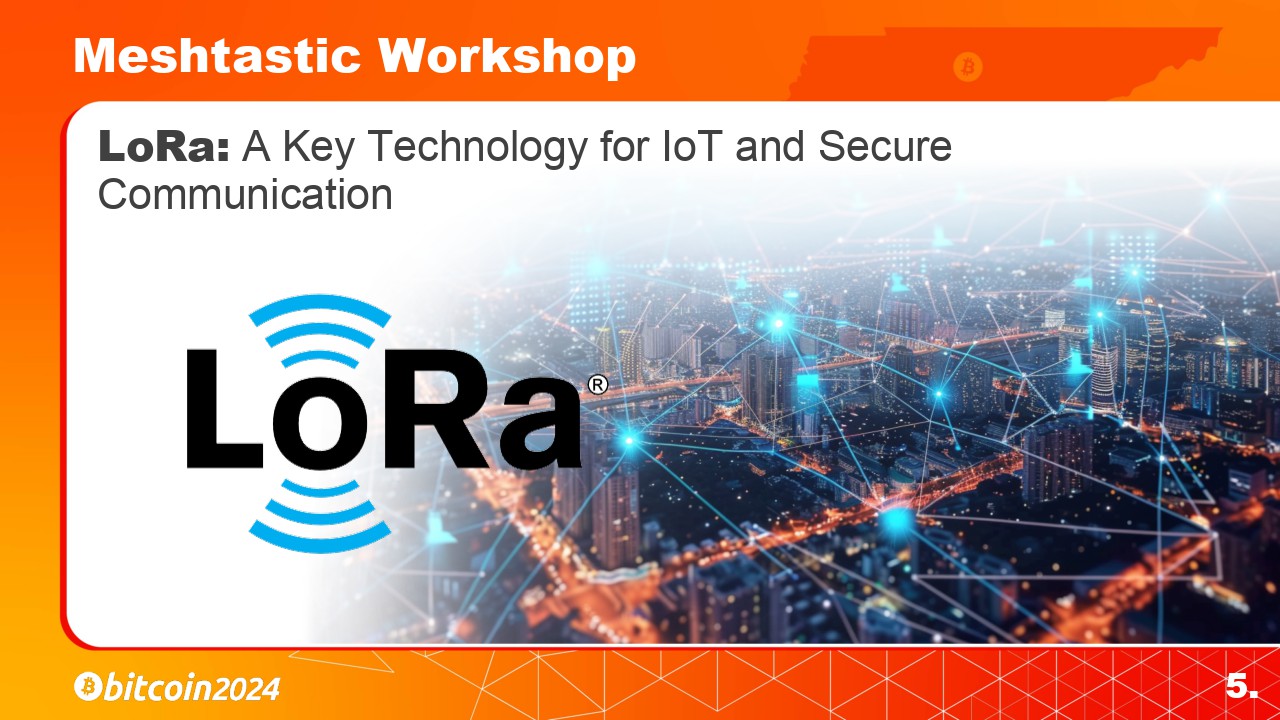 Meshtastic Workshop
LoRa: A Key Technology for IoT and Secure
Communication
LoRa®
bitcoin2024
5.